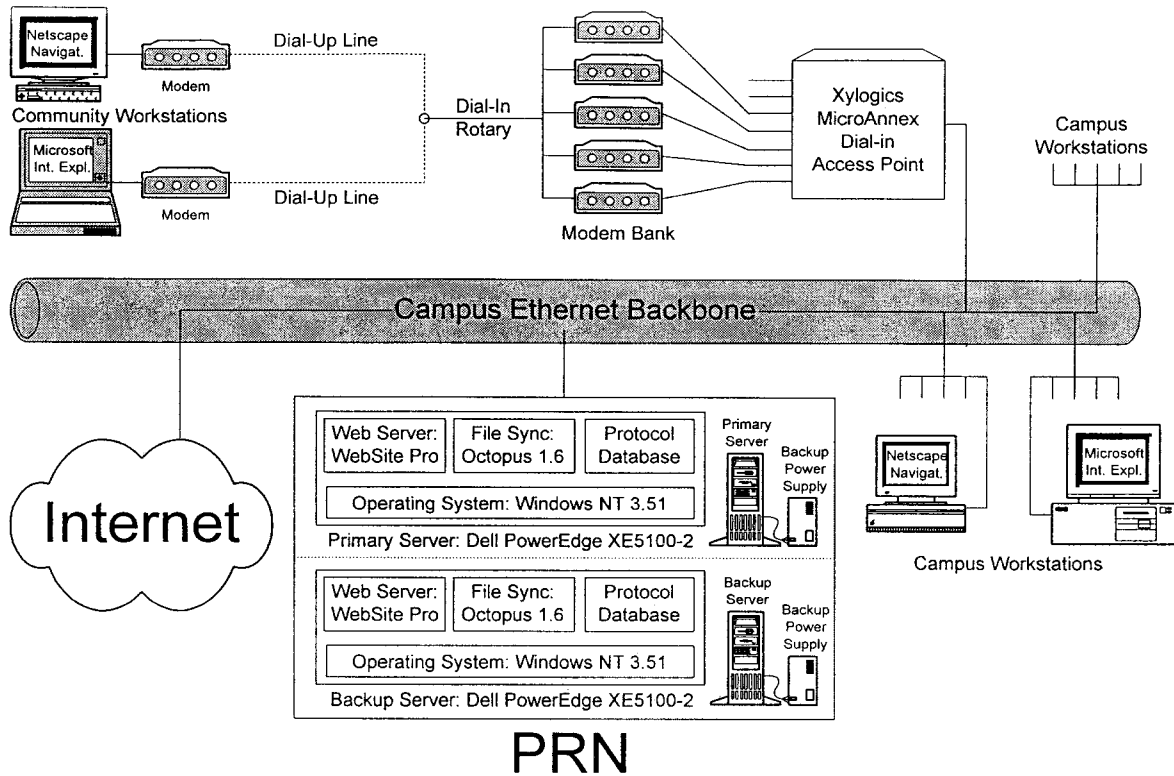 Netscape
Navigat.
Modem
Dial-Up Line
Community Workstations
Microsoft
Int. Expl.
Modem
Dial-Up Line
Dial-In
Rotary
Modem Bank
Xylogics
MicroAnnex
Dial-in
Access Point
Campus
Workstations
Campus Ethernet Backbone
Internet
Web Server:
WebSite Pro
File Sync:
Octopus 1.6
Protocol
Database
Operating System: Windows NT 3.51
Primary Server: Dell PowerEdge XE5100-2
Primary
Server
Backup
Power
Supply
Web Server:
WebSite Pro
File Sync:
Octopus 1.6
Protocol
Database
Operating System: Windows NT 3.51
Backup Server: Dell PowerEdge XE5100-2
Backup
Server
Backup
Power
Supply
Netscape
Navigat.
Microsoft
Int. Expl.
Campus Workstations
PRN